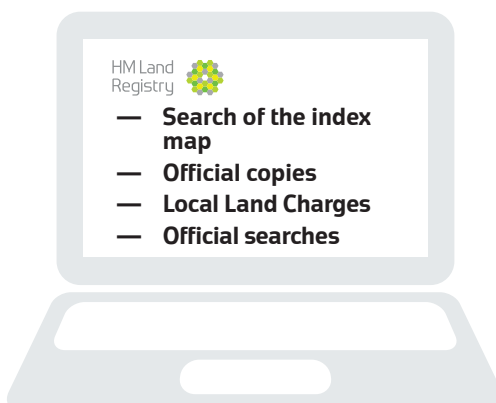 HM Land
Registry
— Search of the index
map
— Official copies
— Local Land Charges
— Official searches